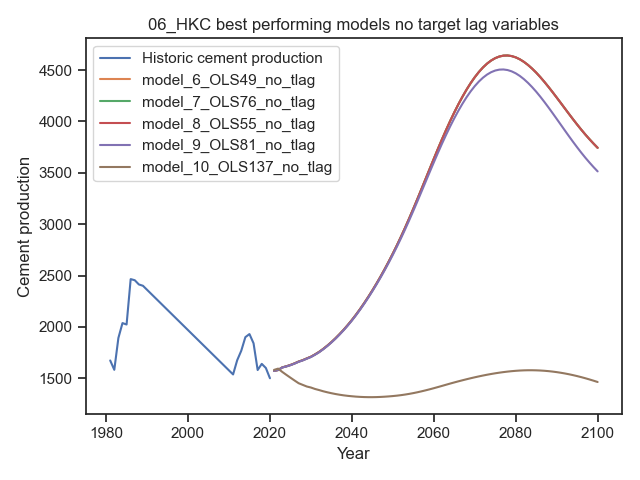 06_HKC best performing models no target lag variables
Historic cement production
model_6_OLS49_no_tlag
model_7_OLS76_no_tlag
model_8_OLS55_no_tlag
model_9_OLS81_no_tlag
model_10_OLS137_no_tlag
Cement production
4500
4000
3500
3000
2500
2000
1500
1980 2000 2020 2040 2060 2080 2100
Year